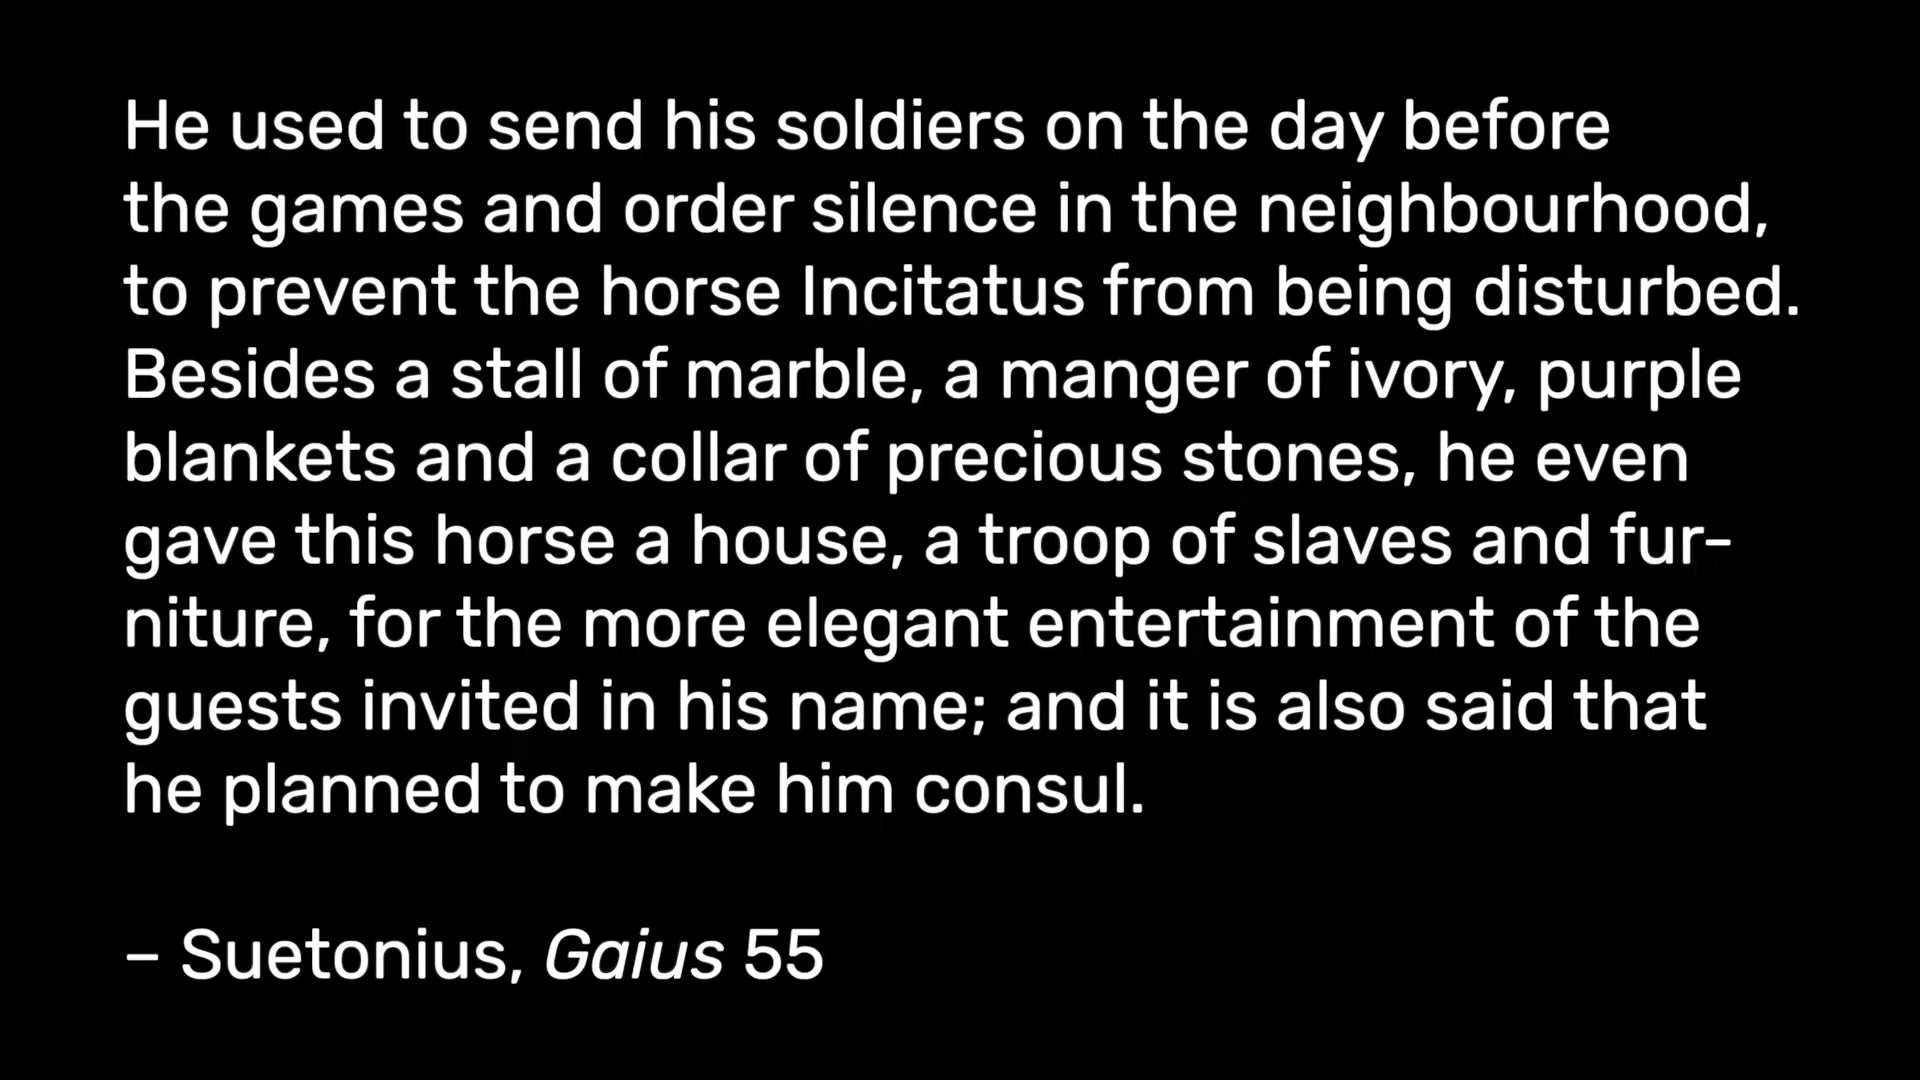 He used to send his soldiers on the day before
the games and order silence in the neighbourhood,
to prevent the horse Incitatus from being disturbed.
Besides a stall of marble, a manger of ivory, purple
blankets and a collar of precious stones, he even
gave this horse a house, a troop of slaves and fur-
niture, for the more elegant entertainment of the
guests invited in his name; and it is also said that
he planned to make him consul.
– Suetonius, Gaius 55